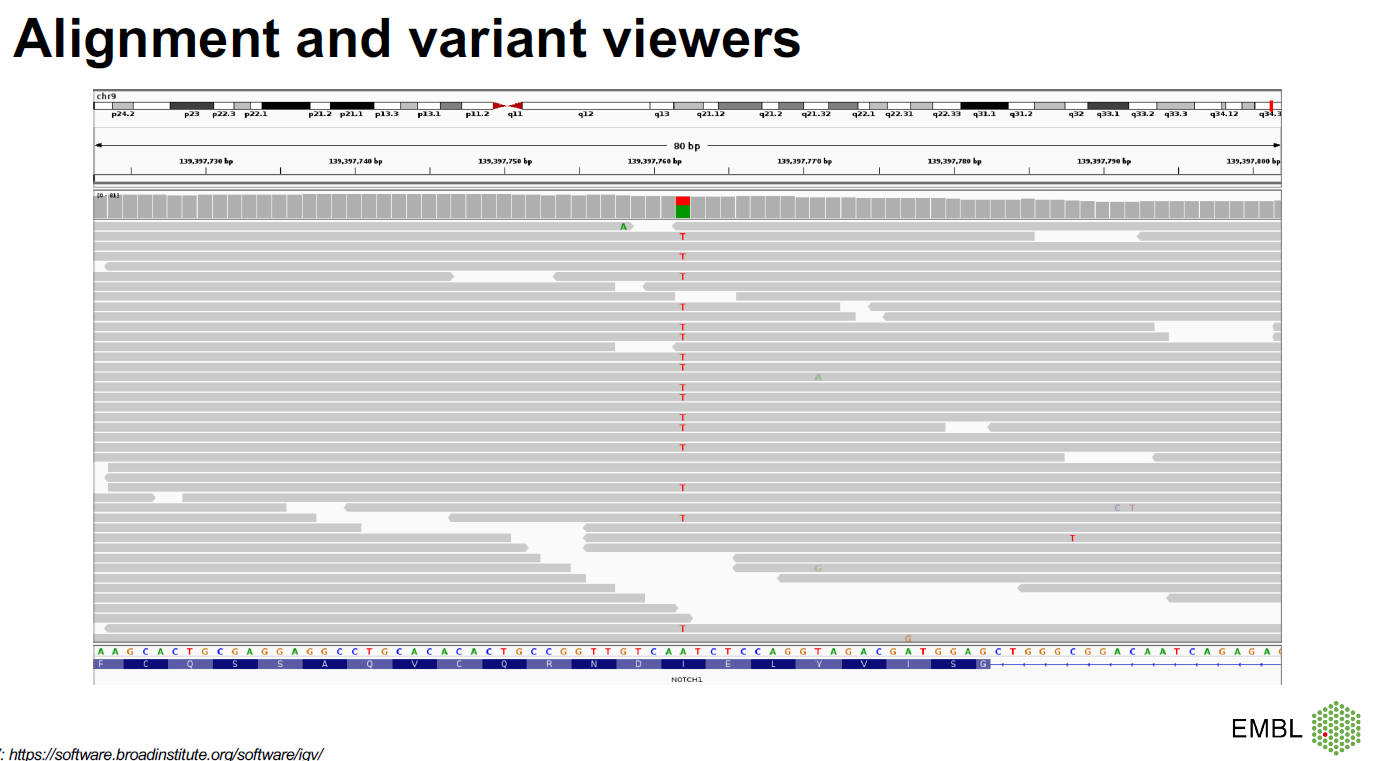 Alignment and variant viewers
chr9
p24.2 p23 p22.3 p22.1 p21.2 p21.1 p13.3 p13.1 p11.2 q11 q12 q13 q21.12 q21.2 q21.32 q22.1 q22.31 q22.33 q31.1 q31.2 q32 q33.1 q33.2 q33.3 q34.12 q34.3
80 bp
139,397,730 bp 139,397,740 bp 139,397,750 bp 139,397,760 bp 139,397,770 bp 139,397,780 bp 139,397,790 bp 139,397,800 bp
[0 - 81]
A
T
T
T
T
T
T
T
T
A
T
T
T
T
T
T
C T
T
T
G
T
G
A A G C A C T G C G A G G A G G C C T G C A C A C A C T G C C G G T T G T C A A T C T C C A G G T A G A C G A T G G A G C T G G G C G G A C A A T C A G A G A G
F C Q S S A Q V C Q R N D I E L Y V I S G
NOTCH1
EMBL
: https://software.broadinstitute.org/software/igv/